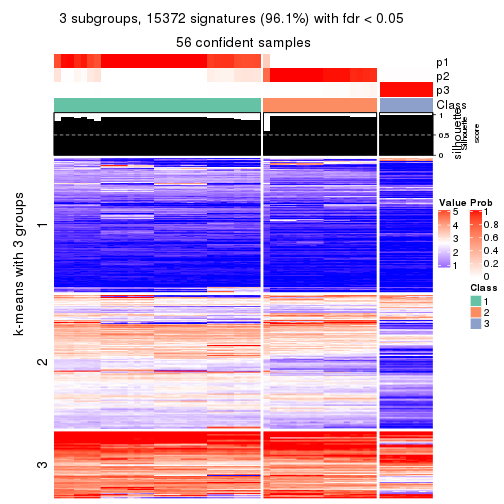 3 subgroups, 15372 signatures (96.1%) with fdr < 0.05
56 confident samples
p1
p2
p3
Class
1
0.5
0
silhouette
Silhouette
score
k-means with 3 groups
1
2
3
Value
5
4
3
2
1
Prob
1
0.8
0.6
0.4
0.2
0
Class
1
2
3